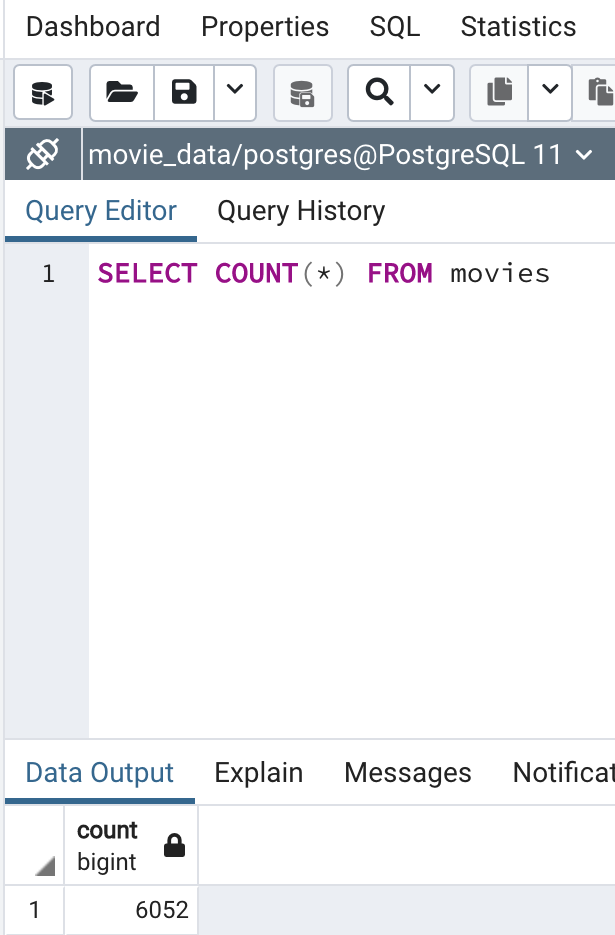 Dashboard Properties SQL Statistics
movie_data/postgres@PostgreSQL 11
Query Editor Query History
1 SELECT COUNT(*) FROM movies
Data Output Explain Messages Notificat
count
bigint
1 6052